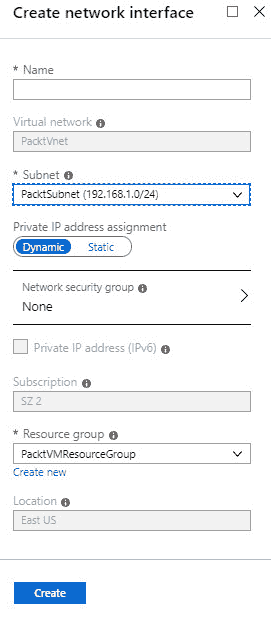 Create network interface
* Name
Virtual network
PacktVnet
* Subnet
PacktSubnet (192.168.1.0/24)
Private IP address assignment
Dynamic Static
Network security group
None
Private IP address (IPv6)
Subscription
SZ 2
* Resource group
PacktVMResourceGroup
Create new
Location
East US
Create